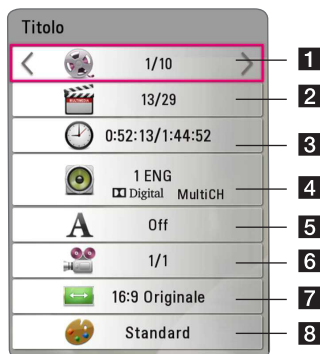 Titolo
1/10 1
13/29 2
0:52:13/1:44:52 3
1 ENG
Digital MultiCH 4
A Off 5
1/1 6
16:9 Originale 7
Standard 8